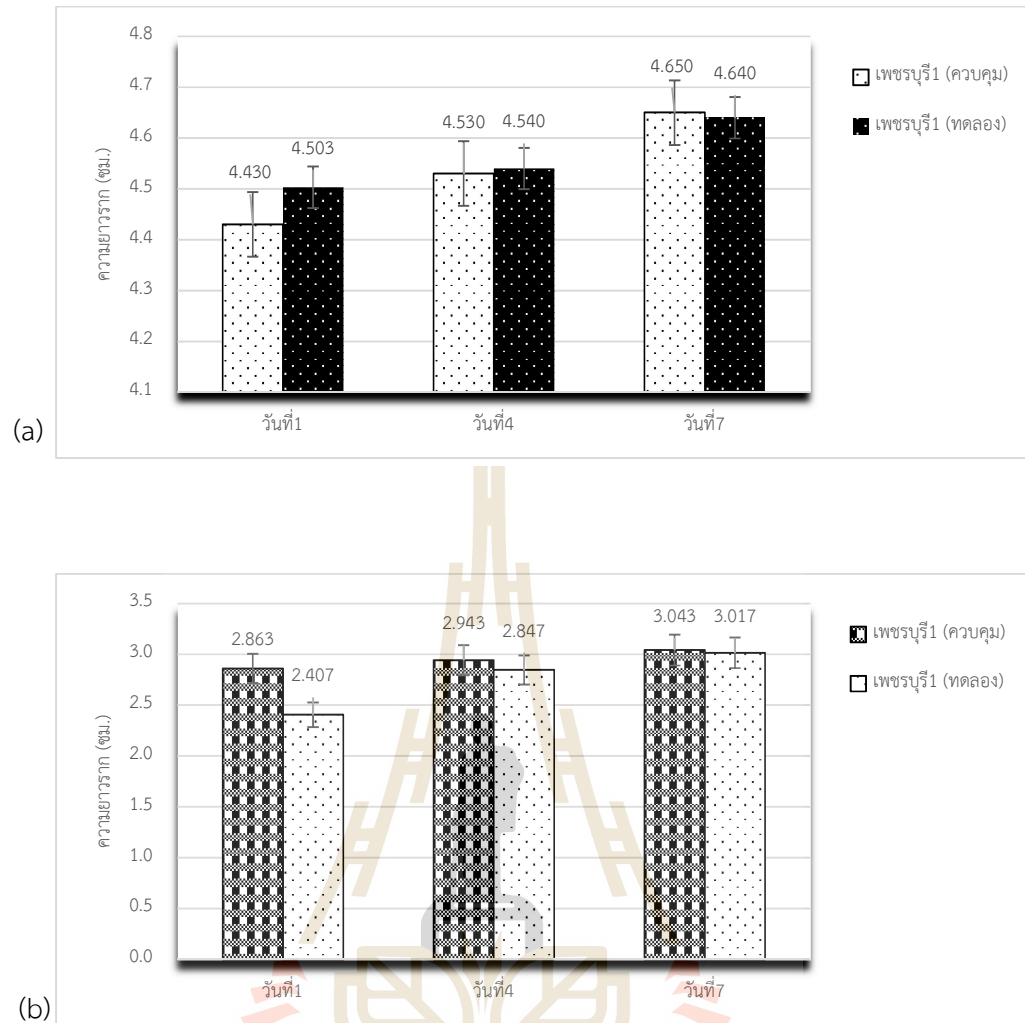 4.8
4.7
4.6
4.5
4.4
4.3
4.2
4.1
ความยาวราก (ซม.)
4.430
4.503
4.530
4.540
4.650
4.640
วันที่1
วันที่4
วันที่7
เพชรบุรี1 (ควบคุม)
เพชรบุรี1 (ทดลอง)
(a)
3.5
3.0
2.5
2.0
1.5
1.0
0.5
0.0
ความยาวราก (ซม.)
2.863
2.407
2.943
2.847
3.043
3.017
วันที่1
วันที่4
วันที่7
เพชรบุรี1 (ควบคุม)
เพชรบุรี1 (ทดลอง)
(b)